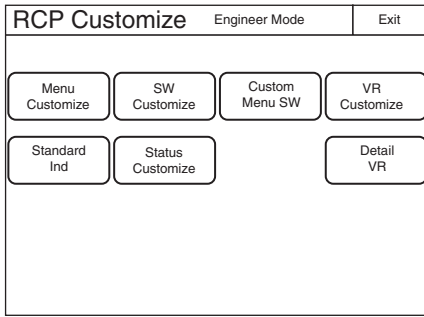 RCP Customize Engineer Mode Exit
Menu
Customize
SW
Customize
Custom
Menu SW
VR
Customize
Standard
Ind
Status
Customize
Detail
VR